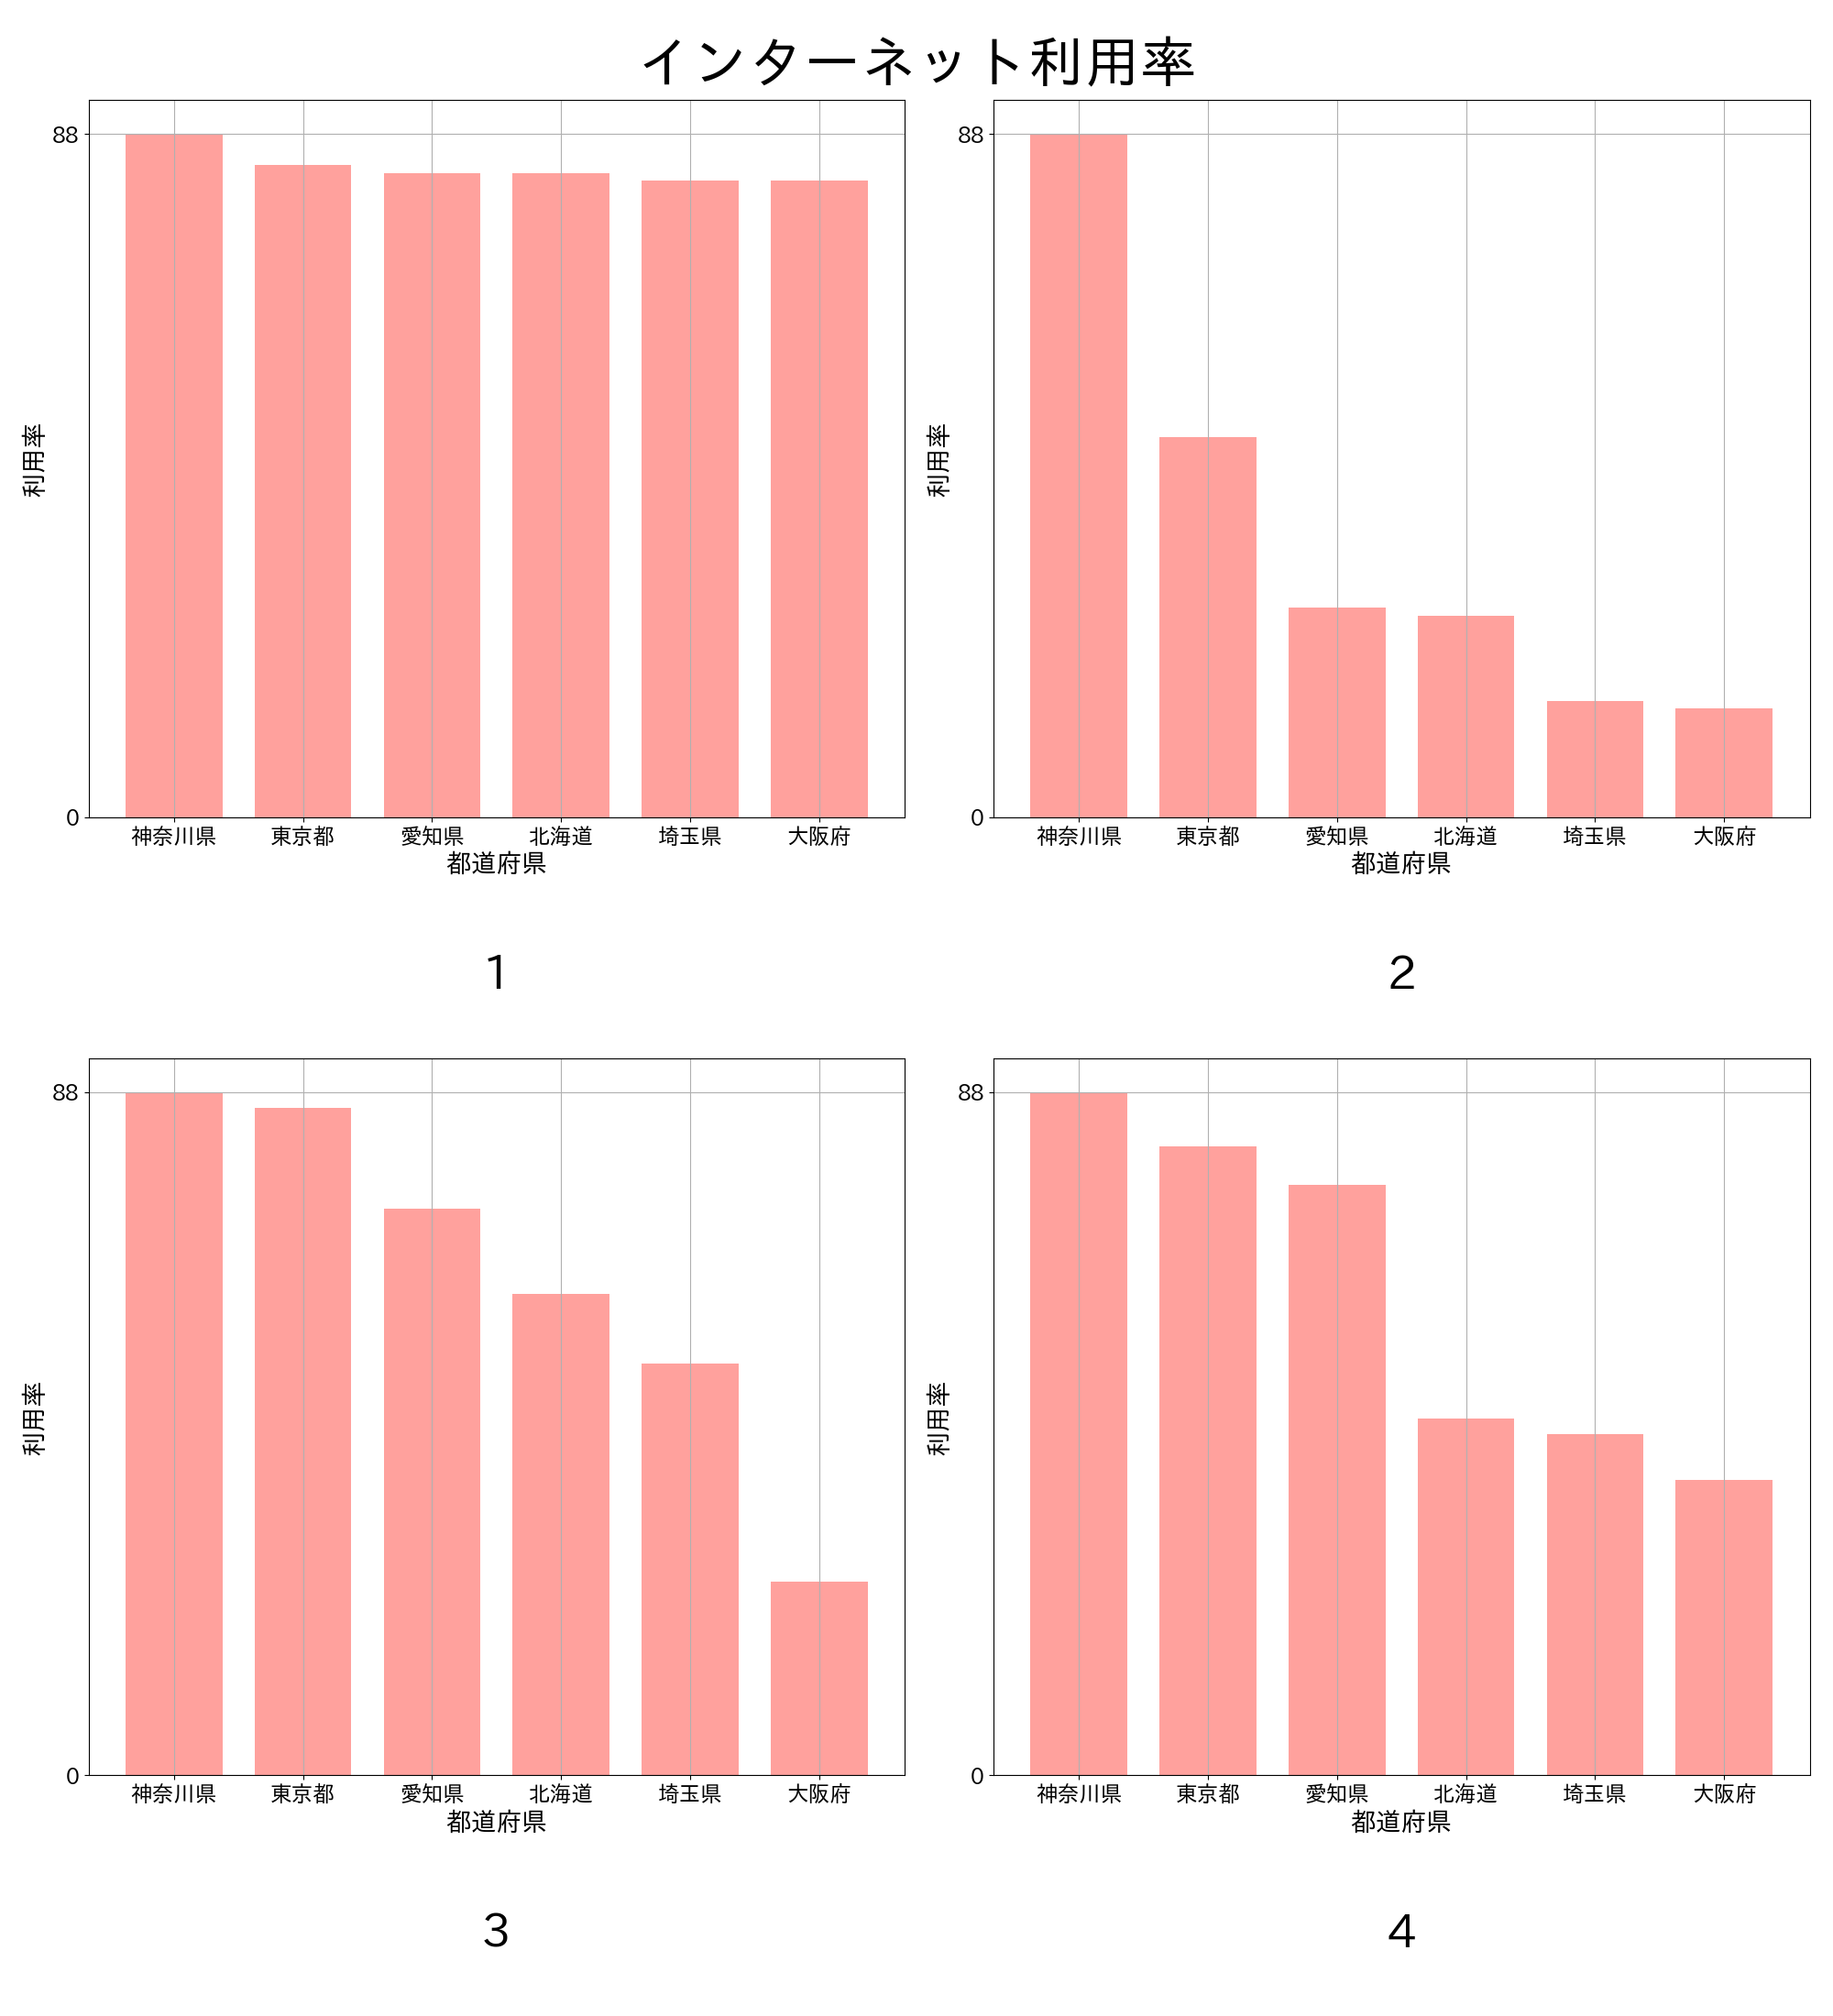 インターネット利用率
88
0
利用率
神奈川県 東京都 愛知県 北海道 埼玉県 大阪府
都道府県
1
88
0
利用率
神奈川県 東京都 愛知県 北海道 埼玉県 大阪府
都道府県
2
88
0
利用率
神奈川県 東京都 愛知県 北海道 埼玉県 大阪府
都道府県
3
88
0
利用率
神奈川県 東京都 愛知県 北海道 埼玉県 大阪府
都道府県
4